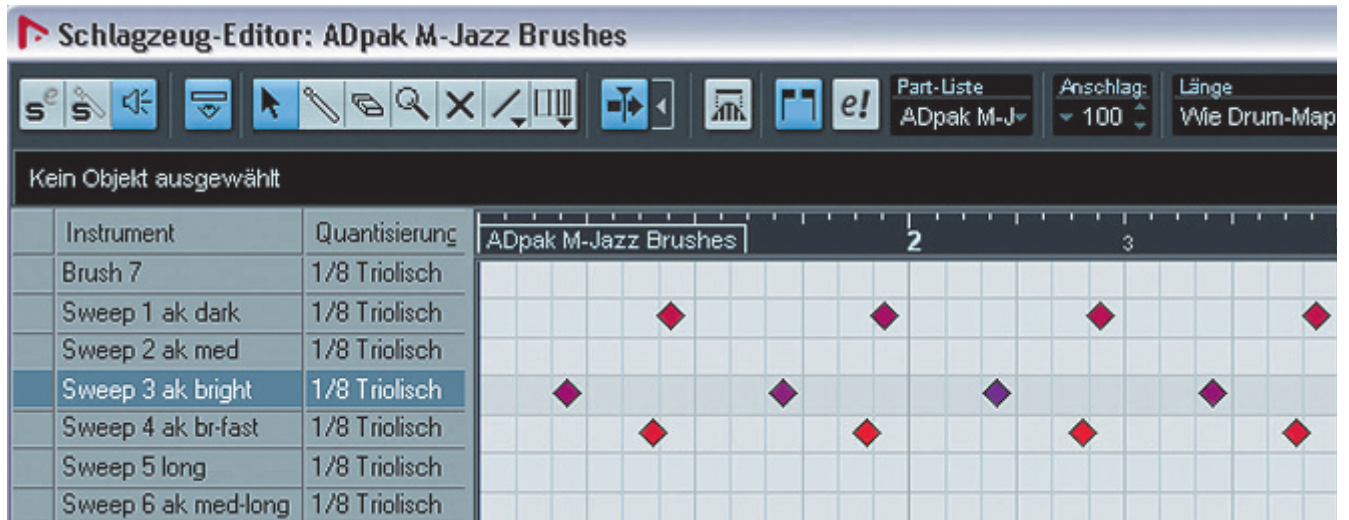 Schlagzeug-Editor: ADpak M-Jazz Brushes
Part-Liste Anschlag: Länge
ADpak M-J 100 Wie Drum-Map
Kein Objekt ausgewählt
Instrument Quantisierung
ADpak M-Jazz Brushes 2 3
Brush 7 1/8 Triolisch
Sweep 1 ak dark 1/8 Triolisch
Sweep 2 ak med 1/8 Triolisch
Sweep 3 ak bright 1/8 Triolisch
Sweep 4 ak br-fast 1/8 Triolisch
Sweep 5 long 1/8 Triolisch
Sweep 6 ak med-long 1/8 Triolisch